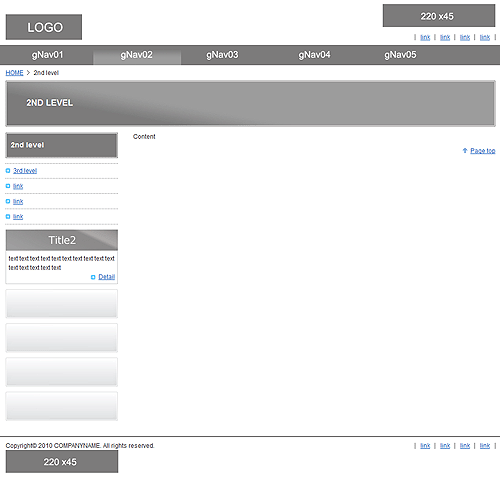 LOGO
220 x45
| link | link | link | link |
gNav01 gNav02 gNav03 gNav04 gNav05
HOME > 2nd level
2ND LEVEL
2nd level
Content
Page top
3rd level
link
link
link
Title2
text text text text text text text text text text
text text text text text
Detail
Copyright© 2010 COMPANYNAME. All rights reserved.
| link | link | link | link |
220 x45